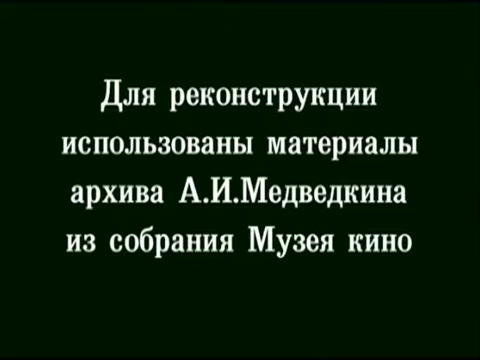 Для реконструкции
использованы материалы
архива А.И.Медведкина
из собрания Музея кино